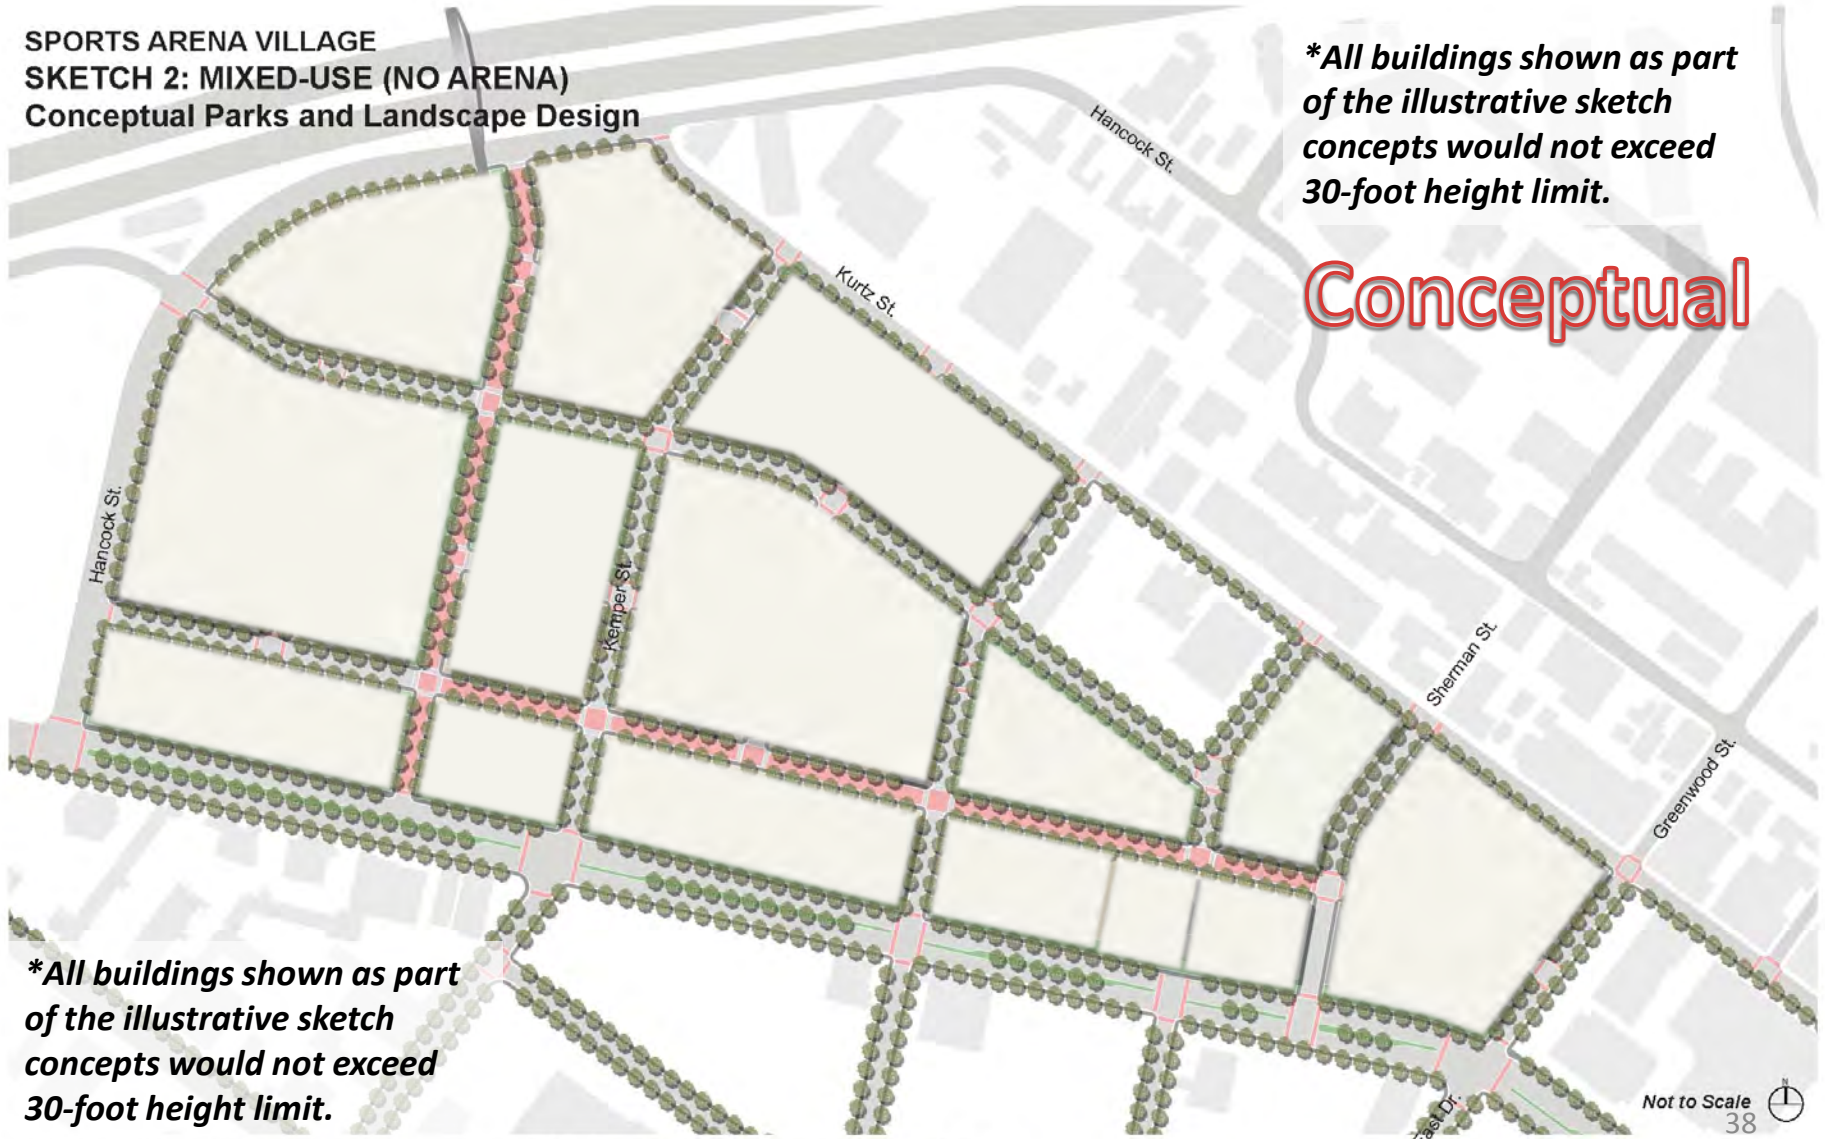 SPORTS ARENA VILLAGE
SKETCH 2: MIXED-USE (NO ARENA)
Conceptual Parks and Landscape Design
*All buildings shown as part
of the illustrative sketch
concepts would not exceed
30-foot height limit.
Conceptual
Hancock St.
Kurtz St.
Hancock St.
Kemper St.
Sherman St.
Greenwood St.
*All buildings shown as part
of the illustrative sketch
concepts would not exceed
30-foot height limit.
Dr.
N
Not to Scale
38